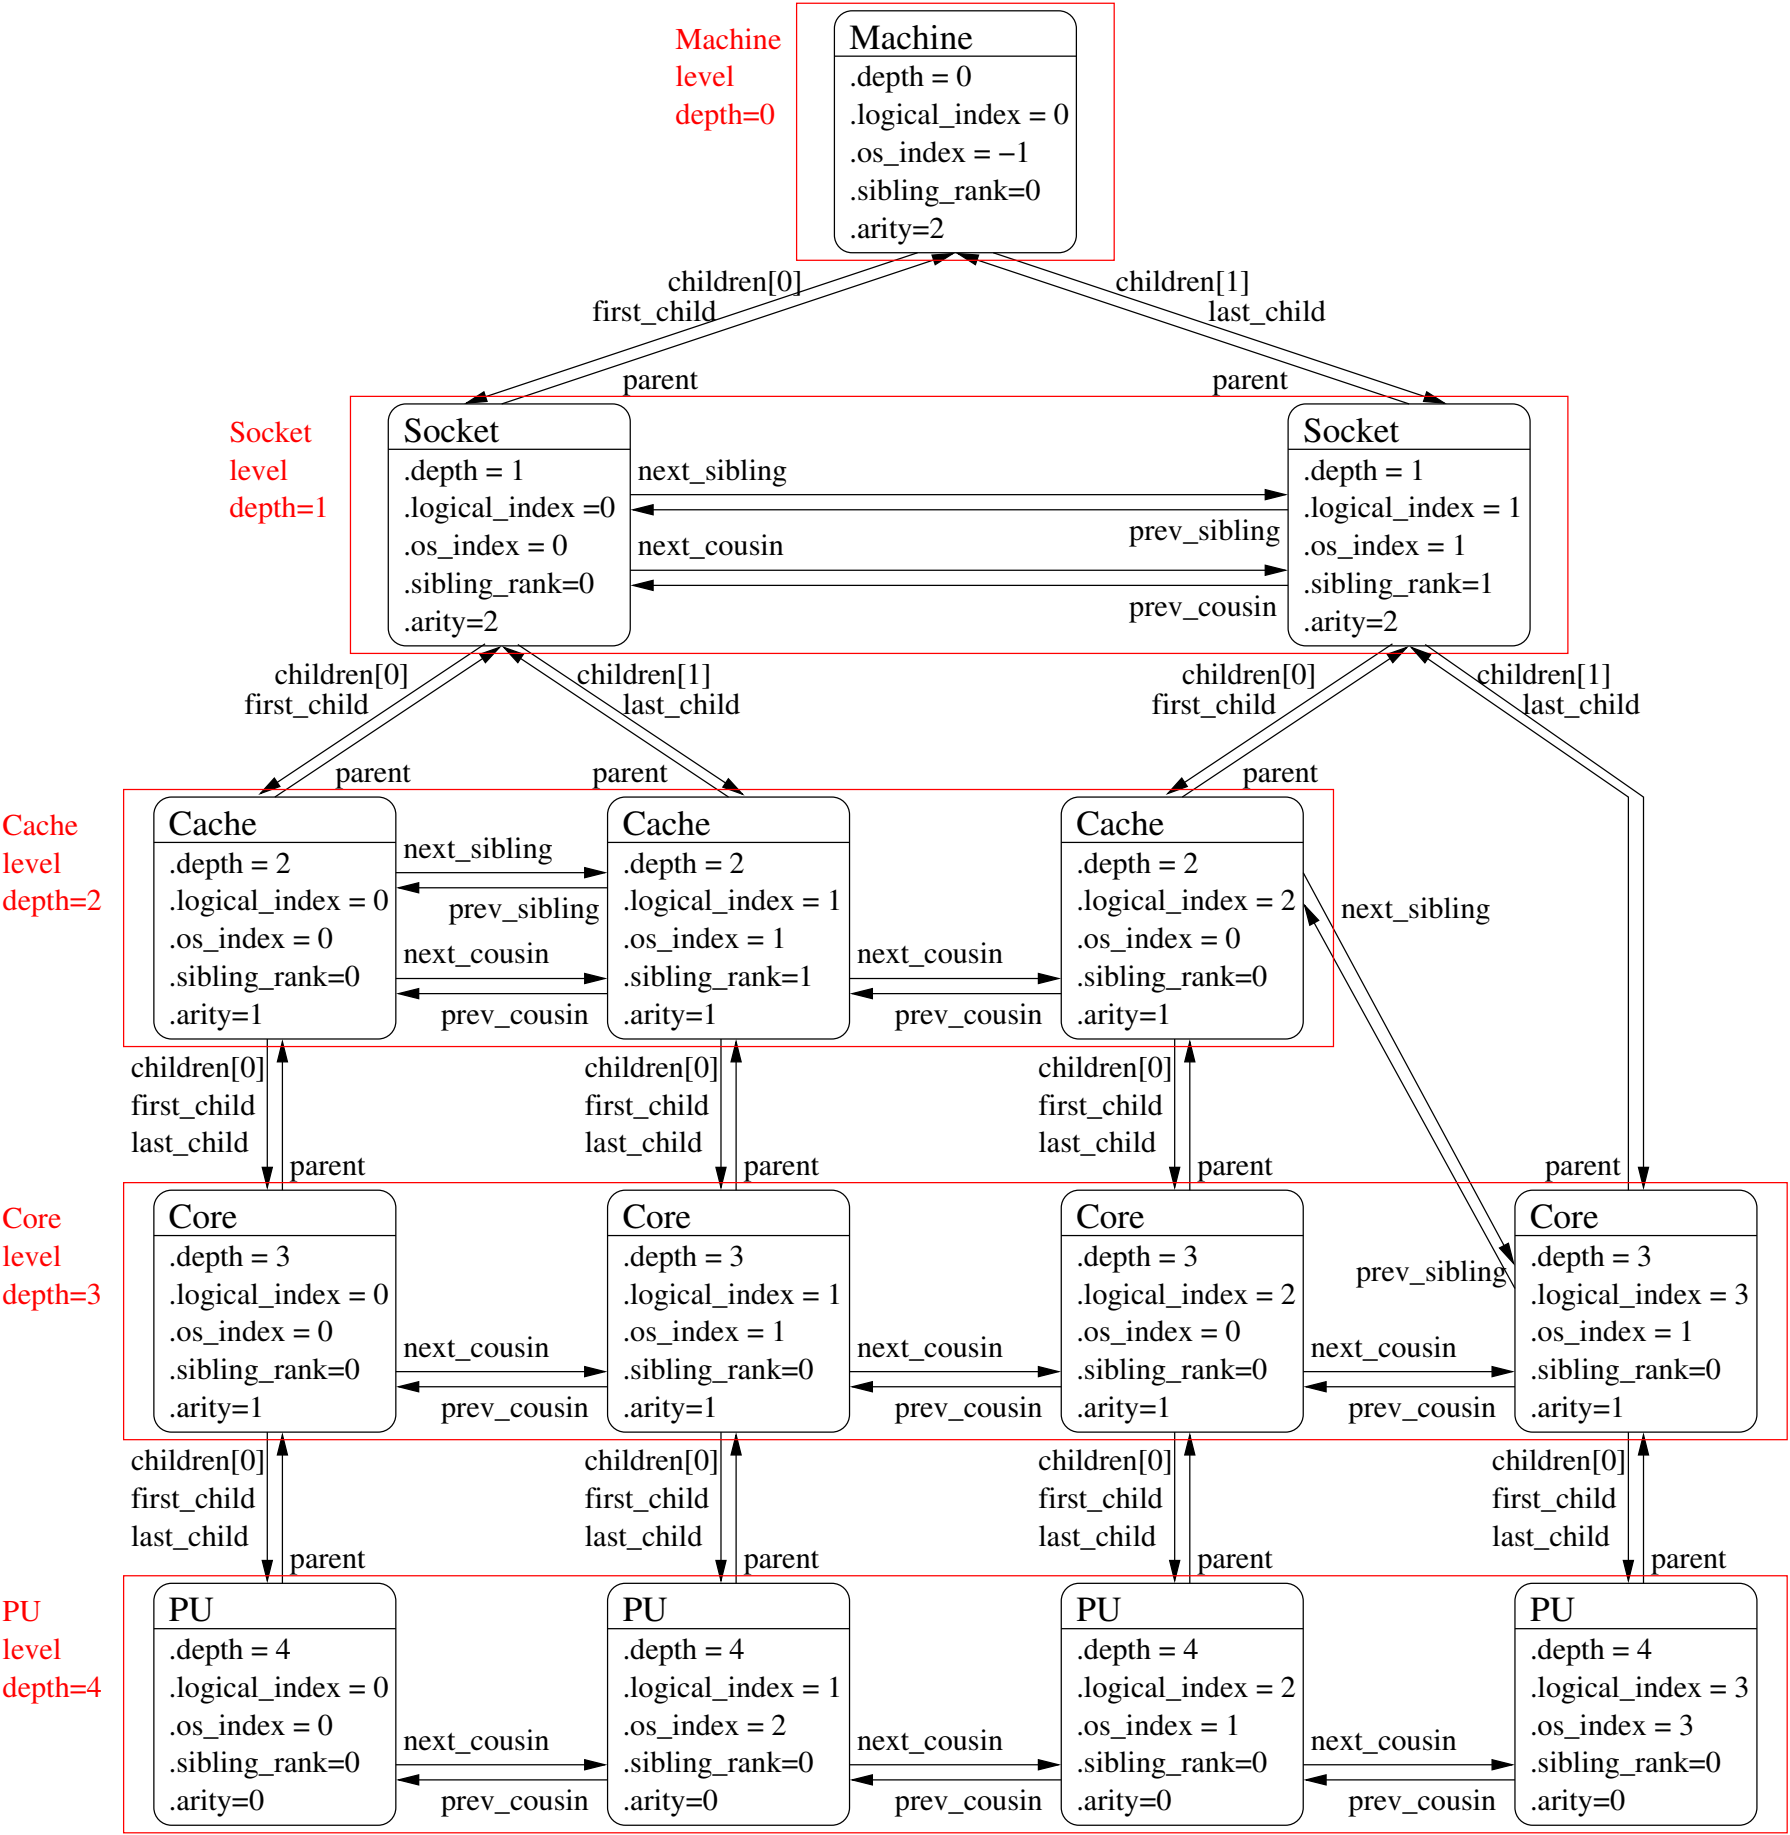 Machine
level
depth=0
Machine
.depth = 0
.logical_index = 0
.os_index = −1
.sibling_rank=0
.arity=2
children[0]
first_child
children[1]
last_child
parent
parent
Socket
level
depth=1
Socket
.depth = 1
.logical_index =0
.os_index = 0
.sibling_rank=0
.arity=2
next_sibling
prev_sibling
next_cousin
prev_cousin
Socket
.depth = 1
.logical_index = 1
.os_index = 1
.sibling_rank=1
.arity=2
children[0]
first_child
children[1]
last_child
children[0]
first_child
children[1]
last_child
parent
parent
parent
Cache
level
depth=2
Cache
.depth = 2
.logical_index = 0
.os_index = 0
.sibling_rank=0
.arity=1
next_sibling
prev_sibling
next_cousin
prev_cousin
Cache
.depth = 2
.logical_index = 1
.os_index = 1
.sibling_rank=1
.arity=1
next_cousin
prev_cousin
Cache
.depth = 2
.logical_index = 2
.os_index = 0
.sibling_rank=0
.arity=1
next_sibling
children[0]
first_child
last_child
parent
children[0]
first_child
last_child
parent
children[0]
first_child
last_child
parent
parent
Core
level
depth=3
Core
.depth = 3
.logical_index = 0
.os_index = 0
.sibling_rank=0
.arity=1
next_cousin
prev_cousin
Core
.depth = 3
.logical_index = 1
.os_index = 1
.sibling_rank=0
.arity=1
next_cousin
prev_cousin
Core
.depth = 3
.logical_index = 2
.os_index = 0
.sibling_rank=0
.arity=1
prev_sibling
next_cousin
prev_cousin
Core
.depth = 3
.logical_index = 3
.os_index = 1
.sibling_rank=0
.arity=1
children[0]
first_child
last_child
parent
children[0]
first_child
last_child
parent
children[0]
first_child
last_child
parent
children[0]
first_child
last_child
parent
PU
level
depth=4
PU
.depth = 4
.logical_index = 0
.os_index = 0
.sibling_rank=0
.arity=0
next_cousin
prev_cousin
PU
.depth = 4
.logical_index = 1
.os_index = 2
.sibling_rank=0
.arity=0
next_cousin
prev_cousin
PU
.depth = 4
.logical_index = 2
.os_index = 1
.sibling_rank=0
.arity=0
next_cousin
prev_cousin
PU
.depth = 4
.logical_index = 3
.os_index = 3
.sibling_rank=0
.arity=0